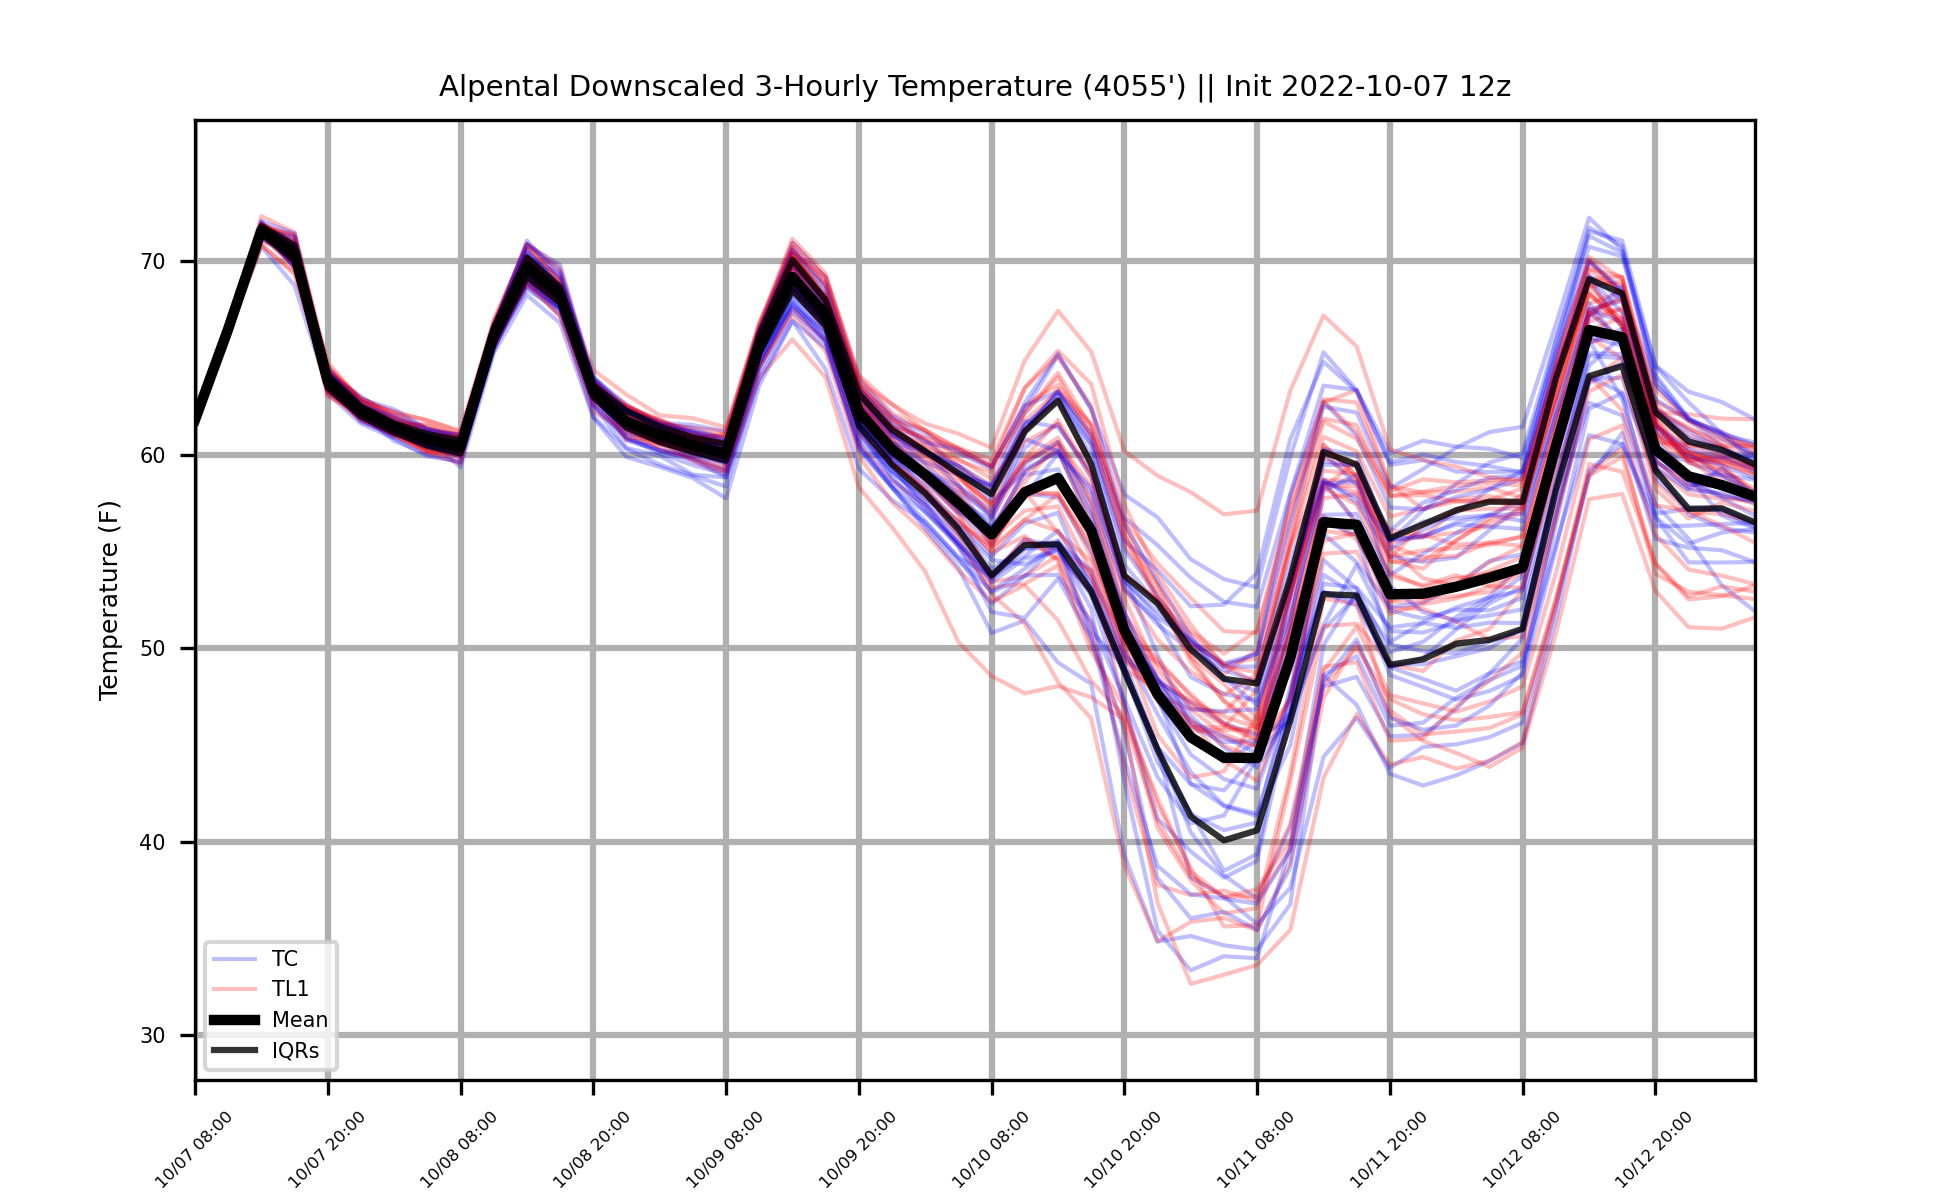 Alpental Downscaled 3-Hourly Temperature (4055') || Init 2022-10-07 12z
Temperature (F)
70
60
50
40
30
TC
TL1
Mean
IQRs
10/07 08:00
10/07 20:00
10/08 08:00
10/08 20:00
10/09 08:00
10/09 20:00
10/10 08:00
10/10 20:00
10/11 08:00
10/11 20:00
10/12 08:00
10/12 20:00